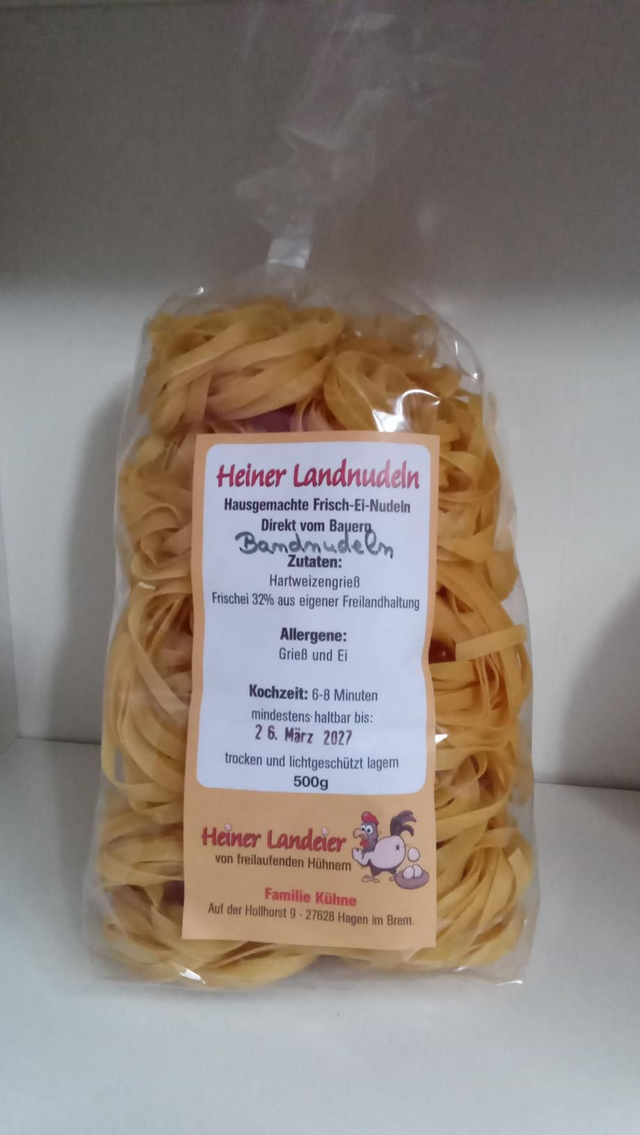 Heiner Landnudeln
Hausgemachte Frisch-Ei-Nudeln
Direkt vom Bauern
Bandnudeln
Zutaten:
Hartweizengrieß
Frischei 32% aus eigener Freilandhaltung
Allergene:
Grieß und Ei
Kochzeit: 6-8 Minuten
mindestens haltbar bis:
26. März 2027
trocken und lichtgeschützt lagern
500g
Heiner Landeier
von freilaufenden Hühnern
Familie Kühne
Auf der Hollhorst 9 - 27628 Hagen im Brem.